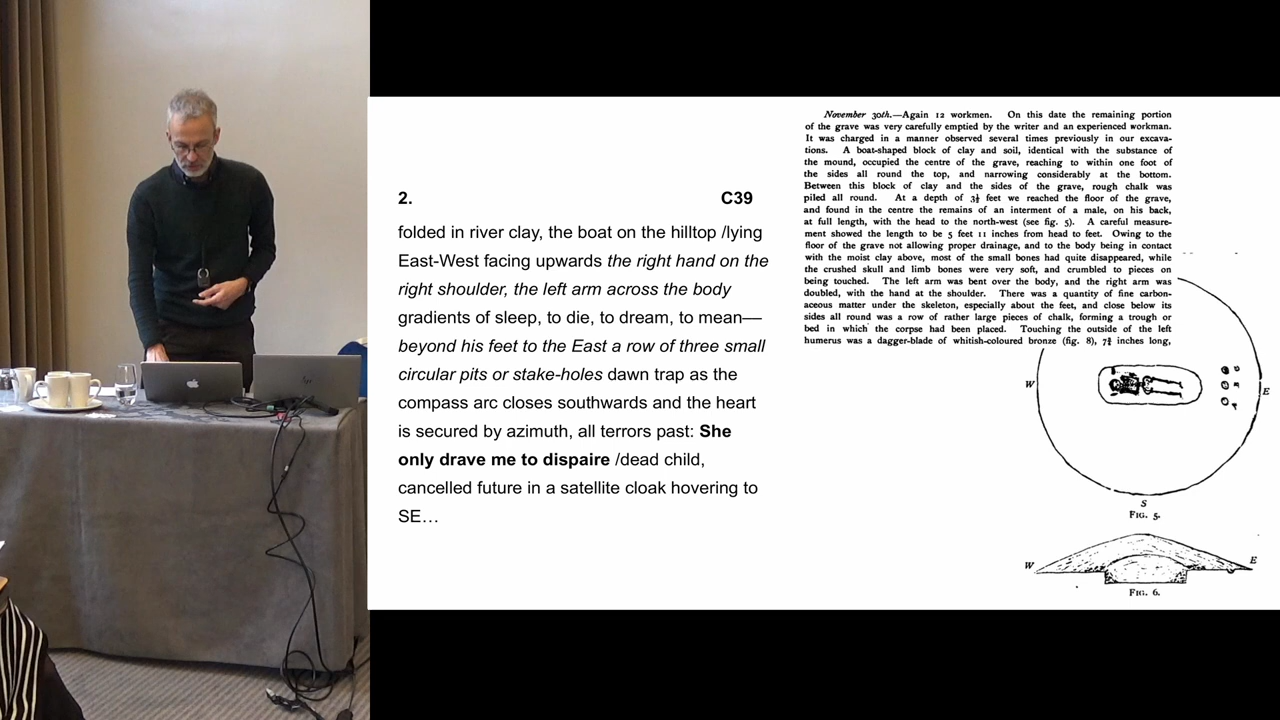 2. C39
folded in river clay, the boat on the hilltop /lying
East-West facing upwards the right hand on the
right shoulder, the left arm across the body
gradients of sleep, to die, to dream, to mean—
beyond his feet to the East a row of three small
circular pits or stake-holes dawn trap as the
compass arc closes southwards and the heart
is secured by azimuth, all terrors past: She
only drave me to dispaire /dead child,
cancelled future in a satellite cloak hovering to
SE…
November 30th.—Again 12 workmen. On this date the remaining portion
of the grave was very carefully emptied by the writer and an experienced workman.
It was charged in a manner observed several times previously in our excava-
tions. A boat-shaped block of clay and soil, identical with the substance of
the mound, occupied the centre of the grave, reaching to within one foot of
the sides all round the top, and narrowing considerably at the bottom.
Between this block of clay and the sides of the grave, rough chalk was
piled all round. At a depth of 3½ feet we reached the floor of the grave,
and found in the centre the remains of an interment of a male, on his back,
at full length, with the head to the north-west (see fig. 5). A careful measure-
ment showed the length to be 5 feet 11 inches from head to feet. Owing to the
floor of the grave not allowing proper drainage, and to the body being in contact
with the moist clay above, most of the small bones had quite disappeared, while
the crushed skull and limb bones were very soft, and crumbled to pieces on
being touched. The left arm was bent over the body, and the right arm was
doubled, with the hand at the shoulder. There was a quantity of fine carbon-
aceous matter under the skeleton, especially about the feet, and close below its
sides all round was a row of rather large pieces of chalk, forming a trough or
bed in which the corpse had been placed. Touching the outside of the left
humerus was a dagger-blade of whitish-coloured bronze (fig. 8), 7¾ inches long,
W
E
S
FIG. 5.
W
E
FIG. 6.